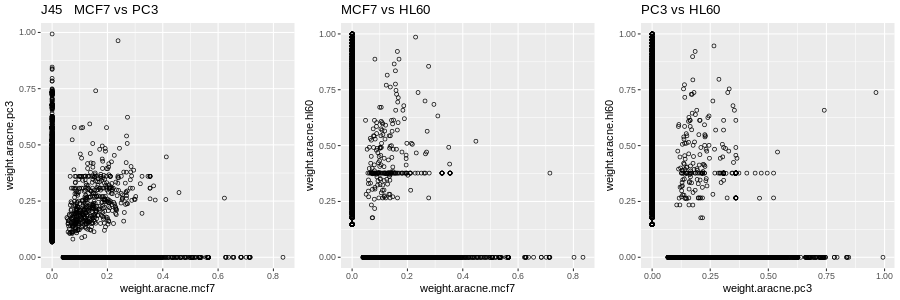 J45   MCF7 vs PC3
1.00
0.75
0.50
0.25
0.00
weight.aracne.pc3
0.0 0.2 0.4 0.6 0.8
weight.aracne.mcf7
MCF7 vs HL60
1.00
0.75
0.50
0.25
0.00
weight.aracne.hl60
0.0 0.2 0.4 0.6 0.8
weight.aracne.mcf7
PC3 vs HL60
1.00
0.75
0.50
0.25
0.00
weight.aracne.hl60
0.00 0.25 0.50 0.75 1.00
weight.aracne.pc3